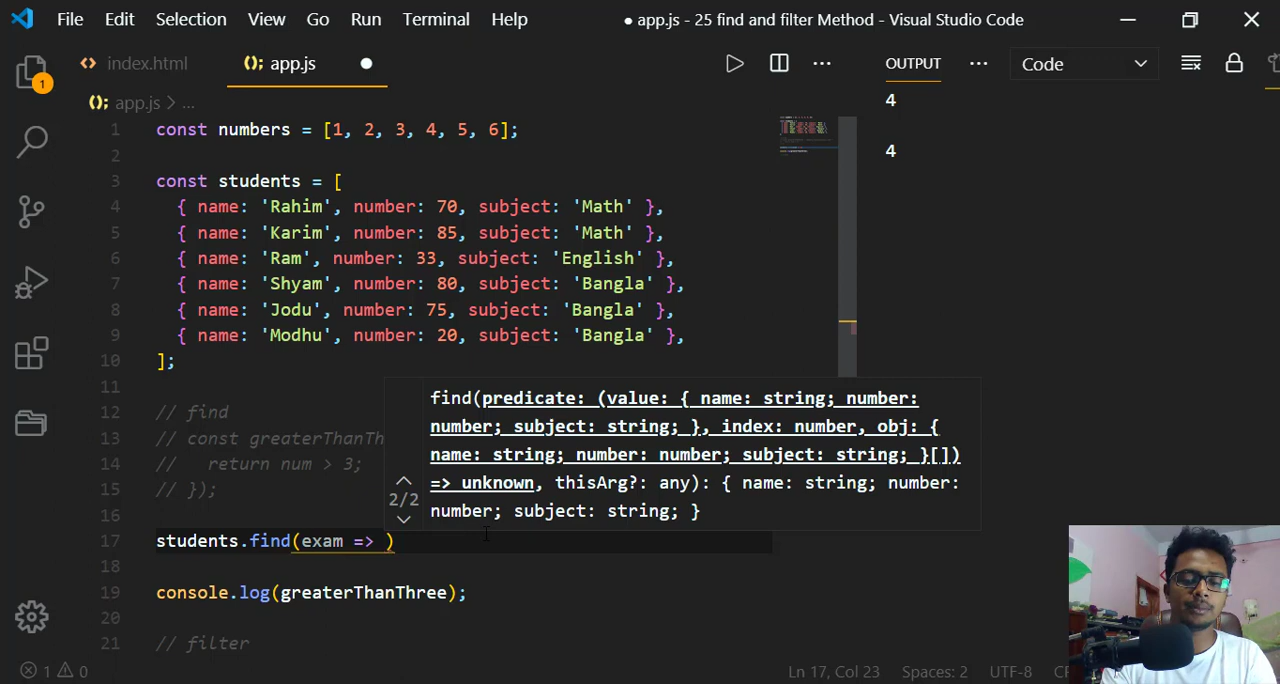 File Edit Selection View Go Run Terminal Help ● app.js - 25 find and filter Method - Visual Studio Code
<> index.html (); app.js ● OUTPUT ... Code
(); app.js > ...
1 const numbers = [1, 2, 3, 4, 5, 6];
2
3 const students = [
4 { name: 'Rahim', number: 70, subject: 'Math' },
5 { name: 'Karim', number: 85, subject: 'Math' },
6 { name: 'Ram', number: 33, subject: 'English' },
7 { name: 'Shyam', number: 80, subject: 'Bangla' },
8 { name: 'Jodu', number: 75, subject: 'Bangla' },
9 { name: 'Modhu', number: 20, subject: 'Bangla' },
10 ];
11
12 // find
13 // const greaterThanThr
14 // return num > 3;
15 // });
16
17 students.find(exam => )
18
19 console.log(greaterThanThree);
20
21 // filter
find(predicate: (value: { name: string; number:
number; subject: string; }, index: number, obj: {
name: string; number: number; subject: string; }[])
=> unknown, thisArg?: any): { name: string; number:
number; subject: string; }
2/2
4
4
1
1 0 Ln 17, Col 23 Spaces: 2 UTF-8